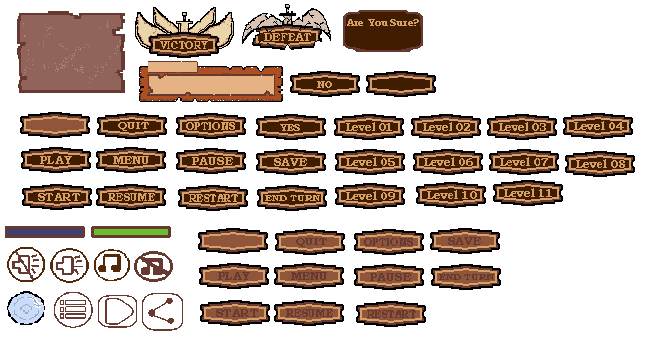 VICTORY
DEFEAT
Are You Sure?
NO
QUIT
OPTIONS
YES
Level 01
Level 02
Level 03
Level 04
PLAY
MENU
PAUSE
SAVE
Level 05
Level 06
Level 07
Level 08
START
RESUME
RESTART
END TURN
Level 09
Level 10
Level 11
QUIT
OPTIONS
SAVE
PLAY
MENU
PAUSE
END TURN
START
RESUME
RESTART